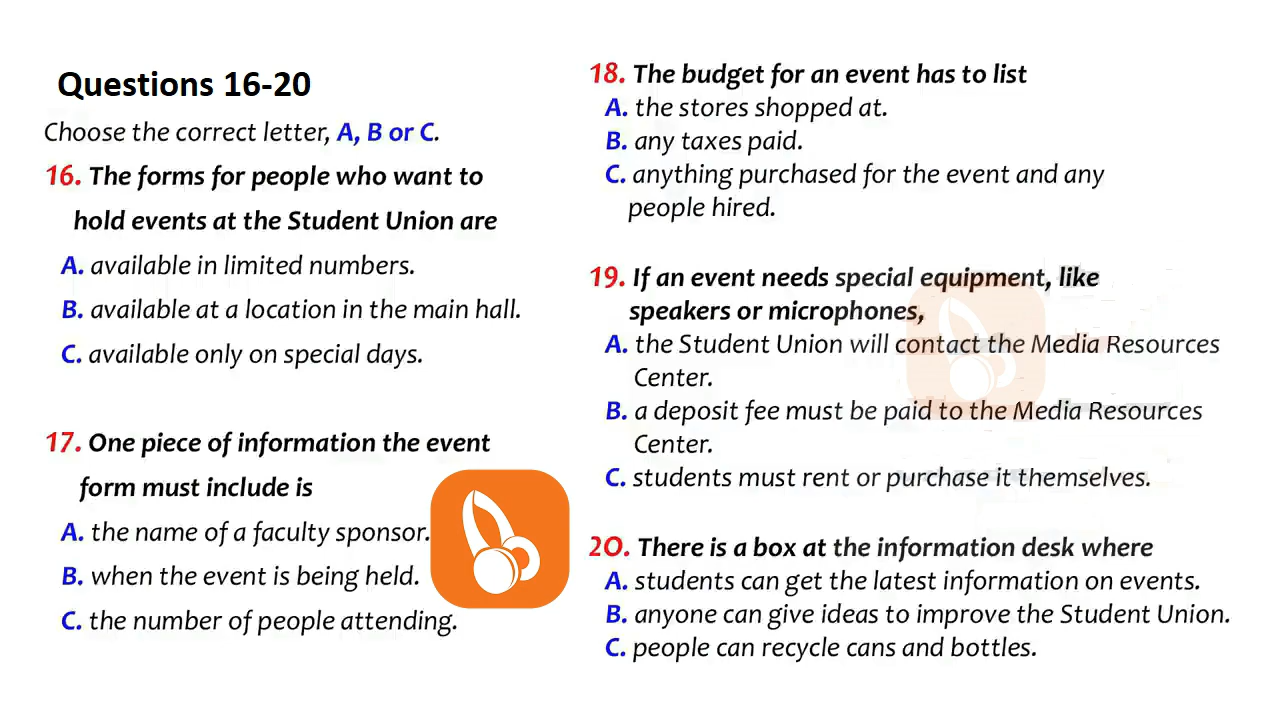 Questions 16-20
Choose the correct letter, A, B or C.
16. The forms for people who want to
hold events at the Student Union are
A. available in limited numbers.
B. available at a location in the main hall.
C. available only on special days.
17. One piece of information the event
form must include is
A. the name of a faculty sponsor.
B. when the event is being held.
C. the number of people attending.
18. The budget for an event has to list
A. the stores shopped at.
B. any taxes paid.
C. anything purchased for the event and any
people hired.
19. If an event needs special equipment, like
speakers or microphones,
A. the Student Union will contact the Media Resources
Center.
B. a deposit fee must be paid to the Media Resources
Center.
C. students must rent or purchase it themselves.
20. There is a box at the information desk where
A. students can get the latest information on events.
B. anyone can give ideas to improve the Student Union.
C. people can recycle cans and bottles.